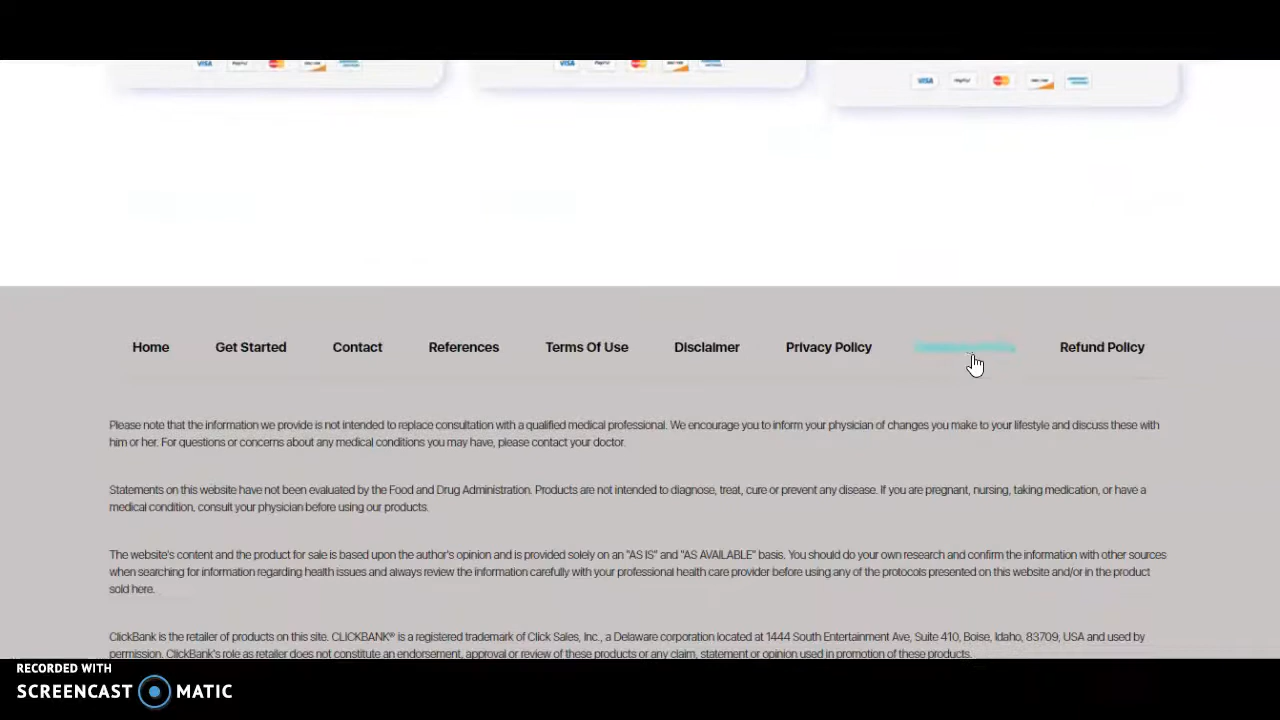 VISA PayPal VISA PayPal
VISA PayPal
Home Get Started Contact References Terms Of Use Disclaimer Privacy Policy Refund Policy
Please note that the information we provide is not intended to replace consultation with a qualified medical professional. We encourage you to inform your physician of changes you make to your lifestyle and discuss these with
him or her. For questions or concerns about any medical conditions you may have, please contact your doctor.
Statements on this website have not been evaluated by the Food and Drug Administration. Products are not intended to diagnose, treat, cure or prevent any disease. If you are pregnant, nursing, taking medication, or have a
medical condition, consult your physician before using our products.
The website's content and the product for sale is based upon the author's opinion and is provided solely on an "AS IS" and "AS AVAILABLE" basis. You should do your own research and confirm the information with other sources
when searching for information regarding health issues and always review the information carefully with your professional health care provider before using any of the protocols presented on this website and/or in the product
sold here.
ClickBank is the retailer of products on this site. CLICKBANK® is a registered trademark of Click Sales, Inc., a Delaware corporation located at 1444 South Entertainment Ave, Suite 410, Boise, Idaho, 83709, USA and used by
permission. ClickBank's role as retailer does not constitute an endorsement, approval or review of these products or any claim, statement or opinion used in promotion of these products.
RECORDED WITH
SCREENCAST MATIC